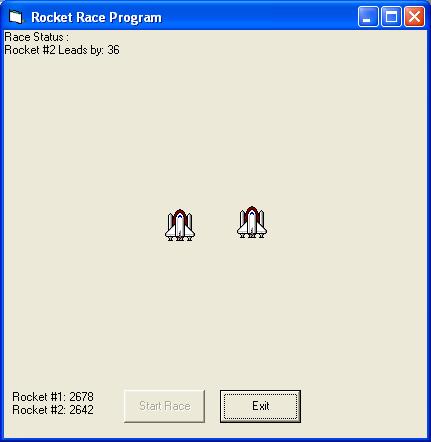 Rocket Race Program
Race Status :
Rocket #2 Leads by: 36
Rocket #1: 2678
Rocket #2: 2642
Start Race
Exit